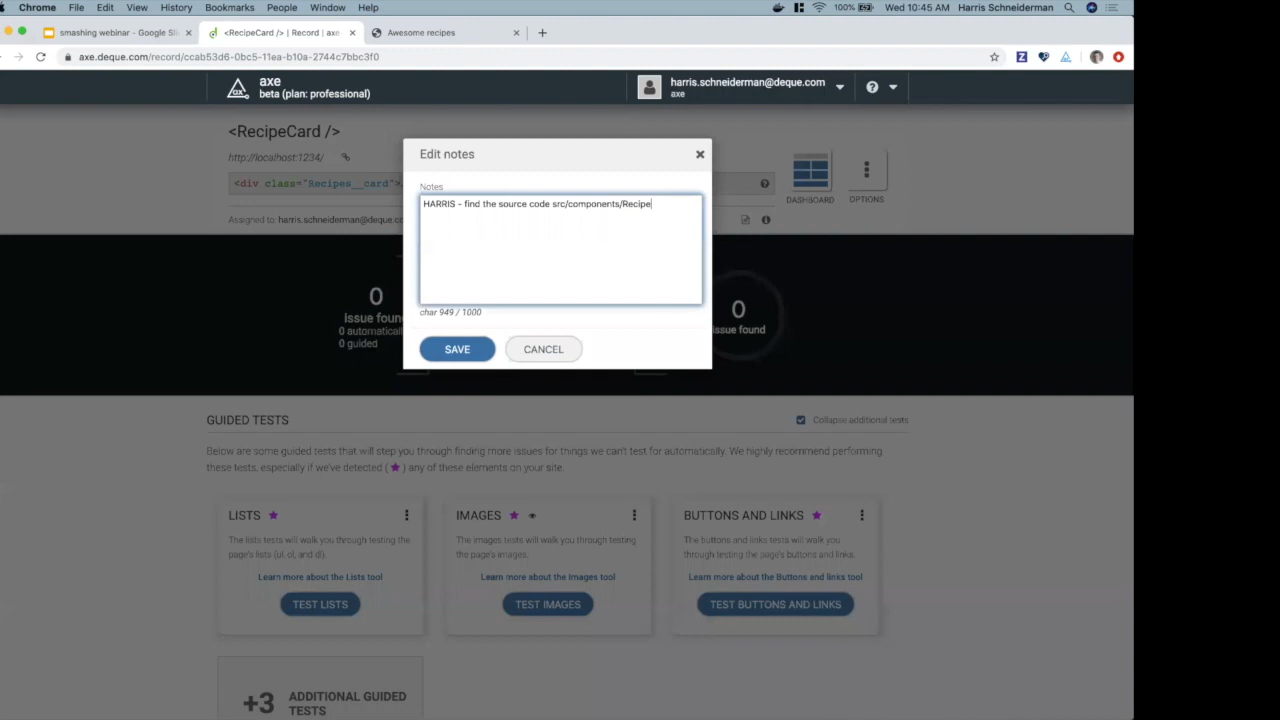 Chrome File Edit View History Bookmarks People Window Help 100% Wed 10:45 AM Harris Schneiderman
smashing webinar - Google Sli
<RecipeCard /> | Record | axe
Awesome recipes
axe.deque.com/record/ccab53d6-0bc5-11ea-b10a-2744c7bbc3f0
axe
beta (plan: professional)
harris.schneiderman@deque.com
axe
<RecipeCard />
http://localhost:1234/
<div class="Recipes__card">
Assigned to: harris.schneiderman@deque.co
DASHBOARD
OPTIONS
Edit notes
Notes
HARRIS - find the source code src/components/Recipe
char 949 / 1000
SAVE
CANCEL
0
issue foun
0 automaticall
0 guided
0
issue found
GUIDED TESTS
Collapse additional tests
Below are some guided tests that will step you through finding more issues for things we can't test for automatically. We highly recommend performing
these tests, especially if we've detected ( ★ ) any of these elements on your site.
LISTS
The lists tests will walk you through testing the
page's lists (ul, ol, and dl).
Learn more about the Lists tool
TEST LISTS
IMAGES
The images tests will walk you through testing
the page's images.
Learn more about the Images tool
TEST IMAGES
BUTTONS AND LINKS
The buttons and links tests will walk you
through testing the page's buttons and links.
Learn more about the Buttons and links tool
TEST BUTTONS AND LINKS
+3
ADDITIONAL GUIDED
TESTS